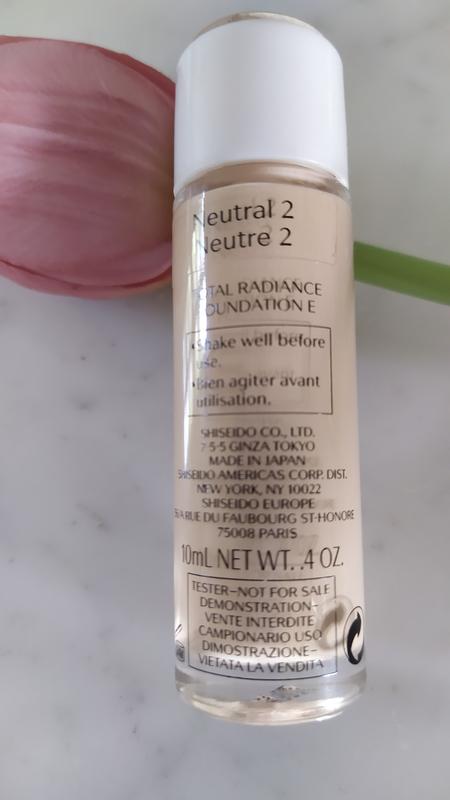 Neutral 2
Neutre 2
TOTAL RADIANCE
FOUNDATION E
•Shake well before
use.
•Bien agiter avant
utilisation.
SHISEIDO CO., LTD.
7-5-5 GINZA TOKYO
MADE IN JAPAN
SHISEIDO AMERICAS CORP. DIST.
NEW YORK, NY 10022
SHISEIDO EUROPE
RUE DU FAUBOURG ST-HONORE
75008 PARIS
10mL NET WT. .4 OZ.
TESTER–NOT FOR SALE
DEMONSTRATION–
VENTE INTERDITE
CAMPIONARIO USO
DIMOSTRAZIONE–
VIETATA LA VENDITA